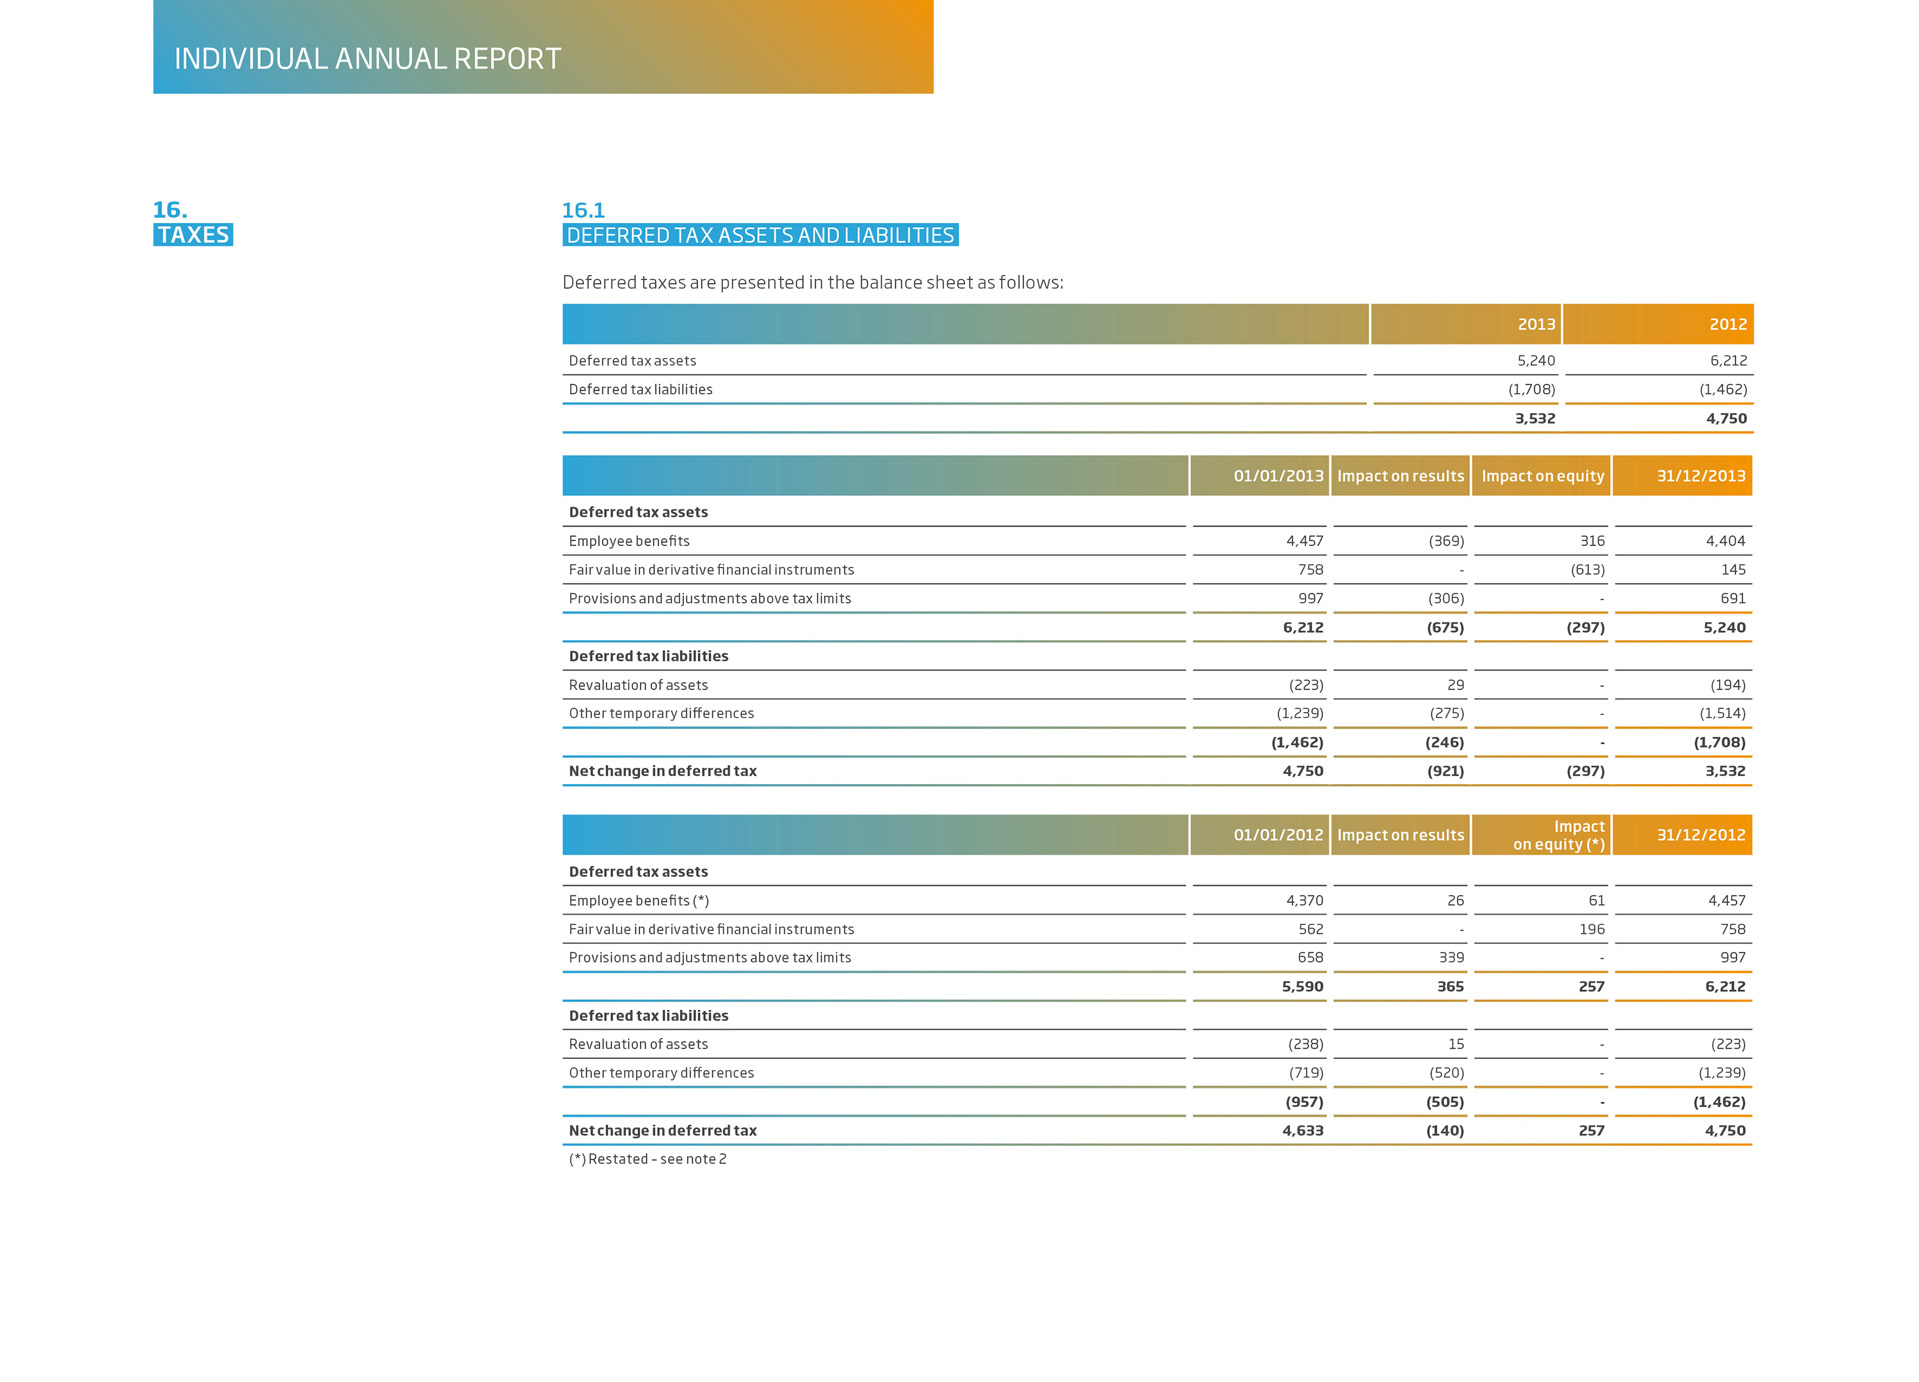 INDIVIDUAL ANNUAL REPORT
16.
TAXES
16.1
DEFERRED TAX ASSETS AND LIABILITIES
Deferred taxes are presented in the balance sheet as follows:
2013 2012
Deferred tax assets 5,240 6,212
Deferred tax liabilities (1,708) (1,462)
3,532 4,750
01/01/2013 Impact on results Impact on equity 31/12/2013
Deferred tax assets
Employee benefits 4,457 (369) 316 4,404
Fair value in derivative financial instruments 758 - (613) 145
Provisions and adjustments above tax limits 997 (306) - 691
6,212 (675) (297) 5,240
Deferred tax liabilities
Revaluation of assets (223) 29 - (194)
Other temporary differences (1,239) (275) - (1,514)
(1,462) (246) - (1,708)
Net change in deferred tax 4,750 (921) (297) 3,532
01/01/2012 Impact on results Impact on equity (*) 31/12/2012
Deferred tax assets
Employee benefits (*) 4,370 26 61 4,457
Fair value in derivative financial instruments 562 - 196 758
Provisions and adjustments above tax limits 658 339 - 997
5,590 365 257 6,212
Deferred tax liabilities
Revaluation of assets (238) 15 - (223)
Other temporary differences (719) (520) - (1,239)
(957) (505) - (1,462)
Net change in deferred tax 4,633 (140) 257 4,750
(*) Restated – see note 2